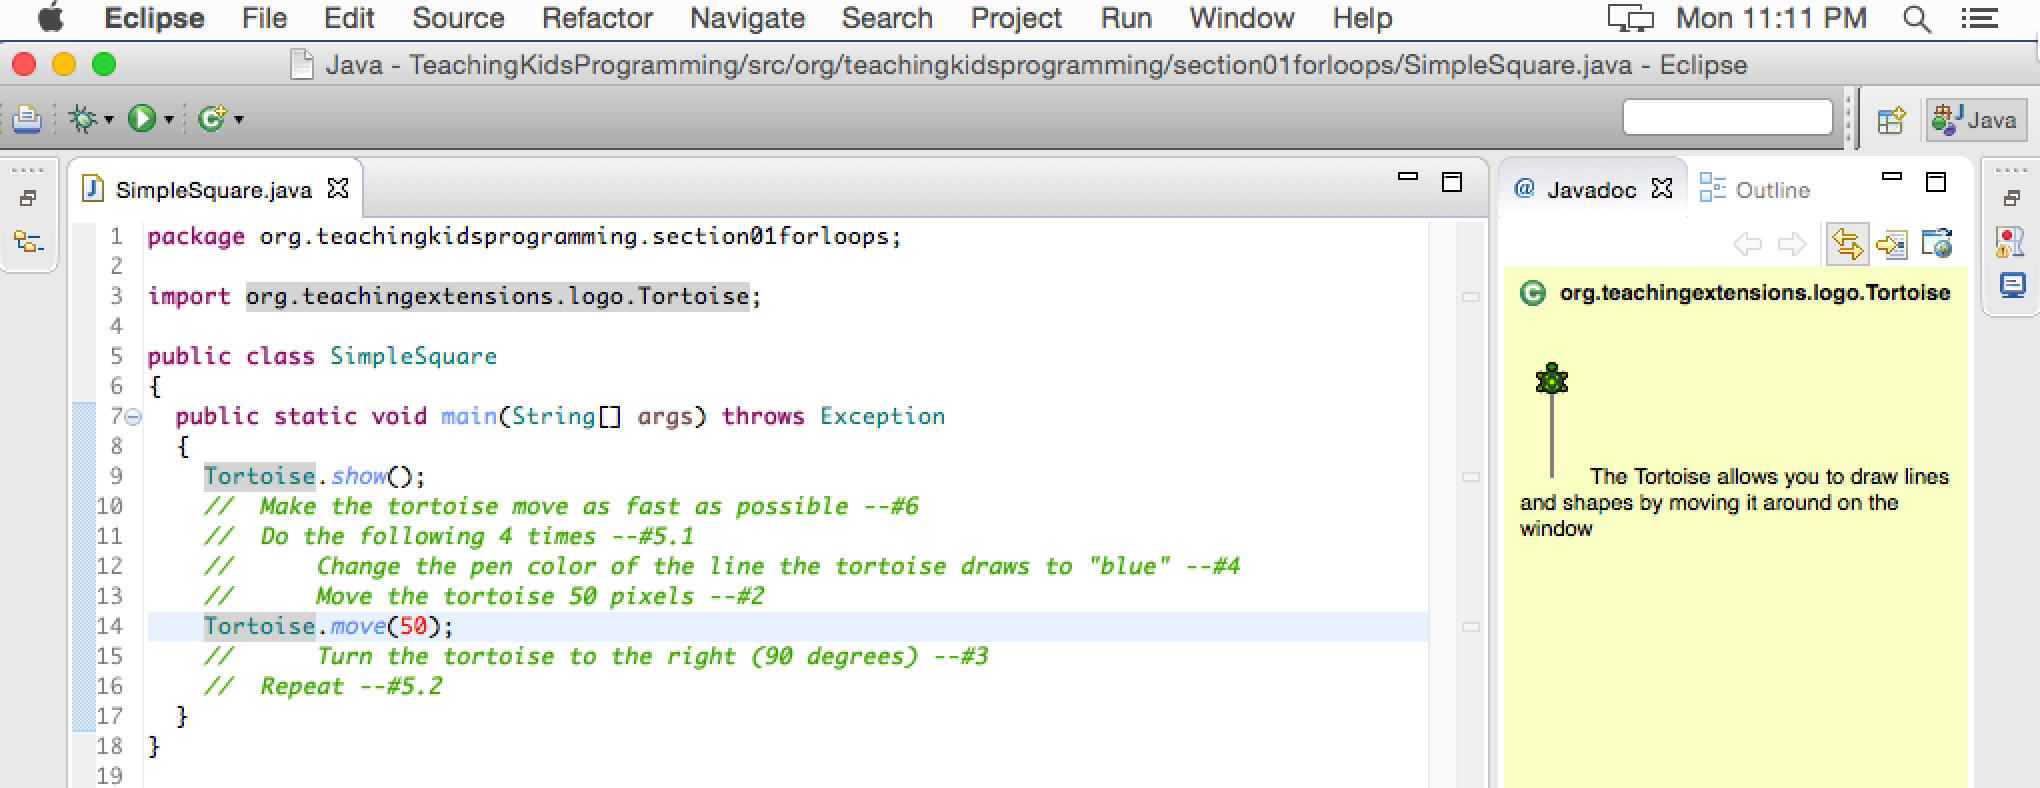 Eclipse File Edit Source Refactor Navigate Search Project Run Window Help Mon 11:11 PM
Java - TeachingKidsProgramming/src/org/teachingkidsprogramming/section01forloops/SimpleSquare.java - Eclipse
Java
SimpleSquare.java
1 package org.teachingkidsprogramming.section01forloops;
2
3 import org.teachingextensions.logo.Tortoise;
4
5 public class SimpleSquare
6 {
7 public static void main(String[] args) throws Exception
8 {
9 Tortoise.show();
10 // Make the tortoise move as fast as possible --#6
11 // Do the following 4 times --#5.1
12 // Change the pen color of the line the tortoise draws to "blue" --#4
13 // Move the tortoise 50 pixels --#2
14 Tortoise.move(50);
15 // Turn the tortoise to the right (90 degrees) --#3
16 // Repeat --#5.2
17 }
18 }
19
@ Javadoc Outline
org.teachingextensions.logo.Tortoise
The Tortoise allows you to draw lines
and shapes by moving it around on the
window